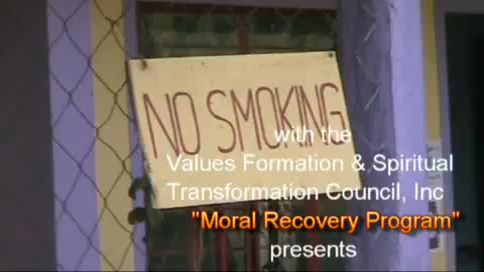 NO SMOKING
with the
Values Formation & Spiritual
Transformation Council, Inc
"Moral Recovery Program"
presents